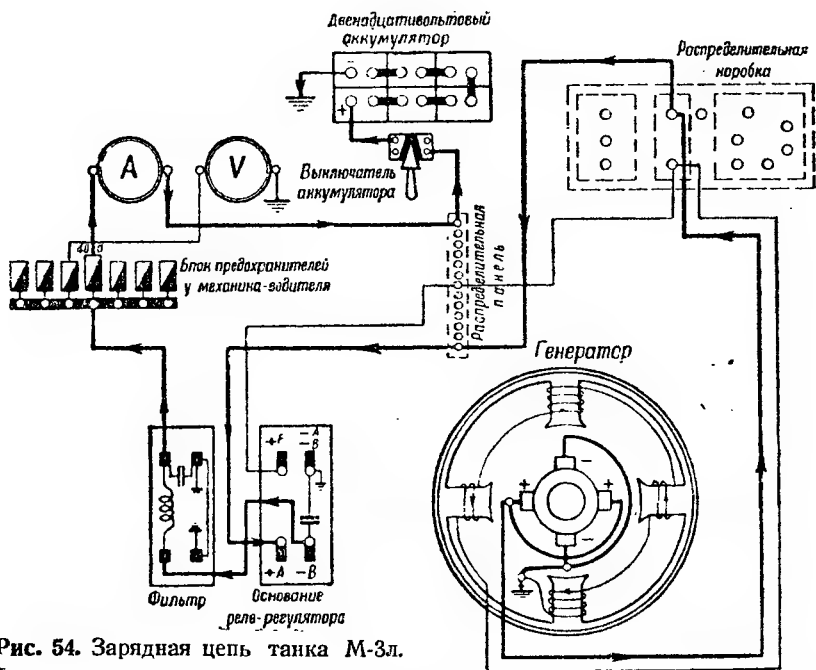 Двенадцативольтовый
аккумулятор
Распределительная
коробка
−
+
A
V
Выключатель
аккумулятора
40 а
Блок предохранителей
у механика-водителя
Распределительная
панель
Генератор
+F
−A
−B
−
+
+
−
+A
−B
Фильтр
Основание
реле-регулятора
Рис. 54. Зарядная цепь танка М-3л.